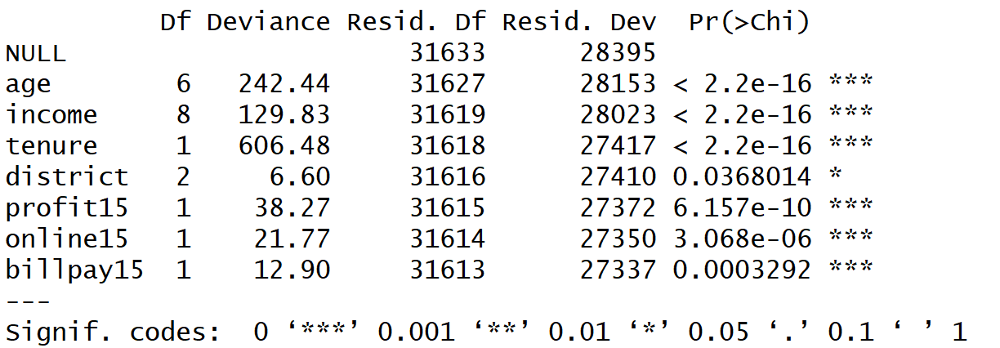 Df Deviance Resid. Df Resid. Dev Pr(>Chi)
NULL 31633 28395
age 6 242.44 31627 28153 < 2.2e-16 ***
income 8 129.83 31619 28023 < 2.2e-16 ***
tenure 1 606.48 31618 27417 < 2.2e-16 ***
district 2 6.60 31616 27410 0.0368014 *
profit15 1 38.27 31615 27372 6.157e-10 ***
online15 1 21.77 31614 27350 3.068e-06 ***
billpay15 1 12.90 31613 27337 0.0003292 ***
---
Signif. codes: 0 ‘***’ 0.001 ‘**’ 0.01 ‘*’ 0.05 ‘.’ 0.1 ‘ ’ 1